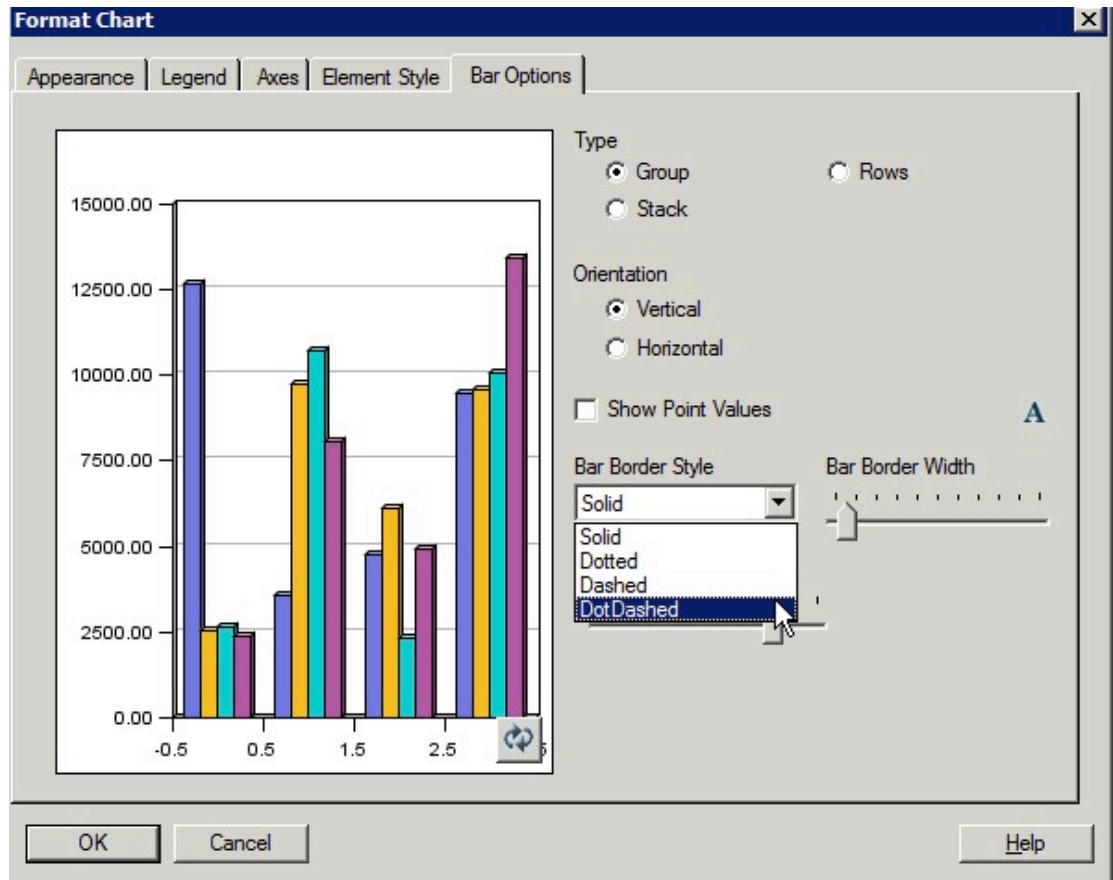 Format Chart
Appearance Legend Axes Element Style Bar Options
Type
Group Rows
Stack
Orientation
Vertical
Horizontal
Show Point Values A
Bar Border Style Bar Border Width
Solid
Solid
Dotted
Dashed
DotDashed
15000.00
12500.00
10000.00
7500.00
5000.00
2500.00
0.00
-0.5 0.5 1.5 2.5
OK Cancel Help